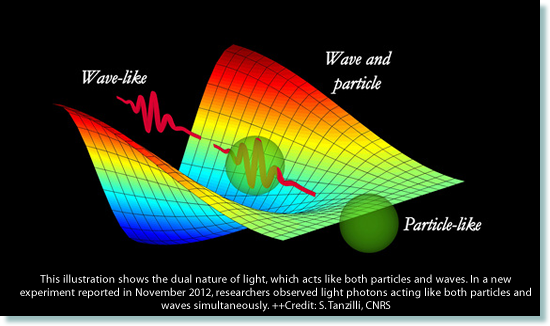 Wave-like
Wave and
particle
Particle-like
This illustration shows the dual nature of light, which acts like both particles and waves. In a new
experiment reported in November 2012, researchers observed light photons acting like both particles and
waves simultaneously. ++Credit: S. Tanzilli, CNRS